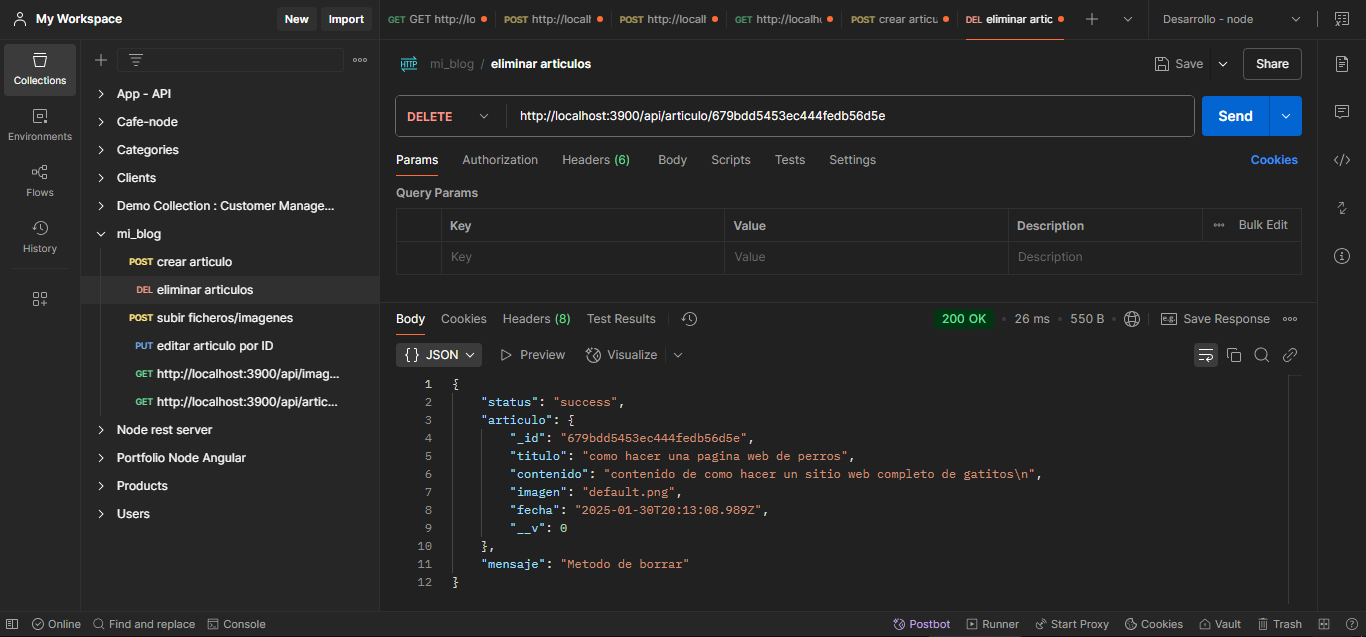 My Workspace
New
Import
GET GET http://lo
POST http://locall
POST http://locall
GET http://localh
POST crear articu
DEL eliminar artic
Desarrollo - node
Collections
Environments
Flows
History
App - API
Cafe-node
Categories
Clients
Demo Collection : Customer Manage...
mi_blog
POST crear articulo
DEL eliminar articulos
POST subir ficheros/imagenes
PUT editar articulo por ID
GET http://localhost:3900/api/imag...
GET http://localhost:3900/api/artic...
Node rest server
Portfolio Node Angular
Products
Users
HTTP mi_blog / eliminar articulos
Save
Share
DELETE
http://localhost:3900/api/articulo/679bdd5453ec444fedb56d5e
Send
Params Authorization Headers (6) Body Scripts Tests Settings
Cookies
Query Params
Key Value Description Bulk Edit
Key Value Description
Body Cookies Headers (8) Test Results
200 OK • 26 ms • 550 B • e.g. Save Response
{} JSON Preview Visualize
1 {
2 "status": "success",
3 "articulo": {
4 "_id": "679bdd5453ec444fedb56d5e",
5 "titulo": "como hacer una pagina web de perros",
6 "contenido": "contenido de como hacer un sitio web completo de gatitos\n",
7 "imagen": "default.png",
8 "fecha": "2025-01-30T20:13:08.989Z",
9 "__v": 0
10 },
11 "mensaje": "Metodo de borrar"
12 }
Online Find and replace Console
Postbot Runner Start Proxy Cookies Vault Trash